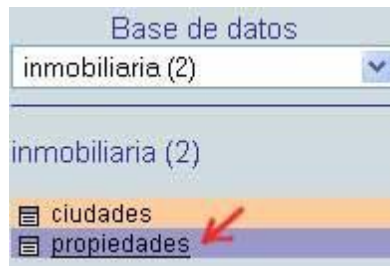 Base de datos
inmobiliaria (2)
inmobiliaria (2)
ciudades
propiedades